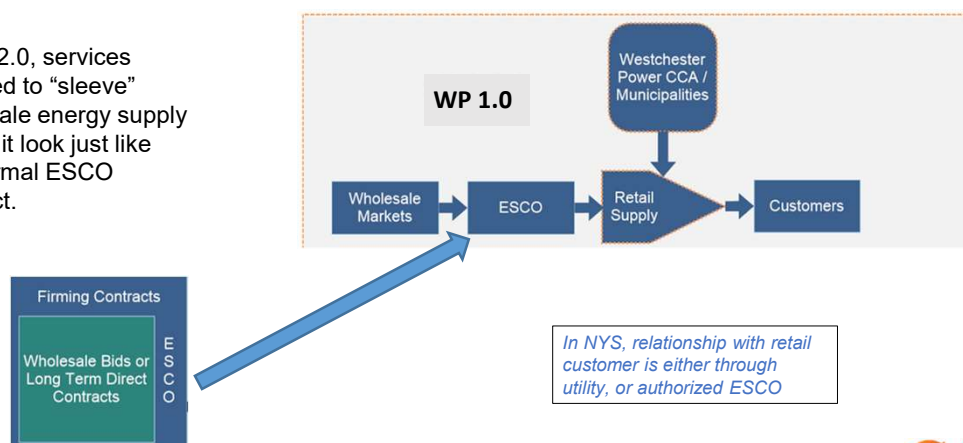 2.0, services
ed to “sleeve”
ale energy supply
it look just like
rmal ESCO
ct.
WP 1.0
Westchester
Power CCA /
Municipalities
Wholesale
Markets
ESCO
Retail
Supply
Customers
Firming Contracts
Wholesale Bids or
Long Term Direct
Contracts
E
S
C
O
In NYS, relationship with retail
customer is either through
utility, or authorized ESCO